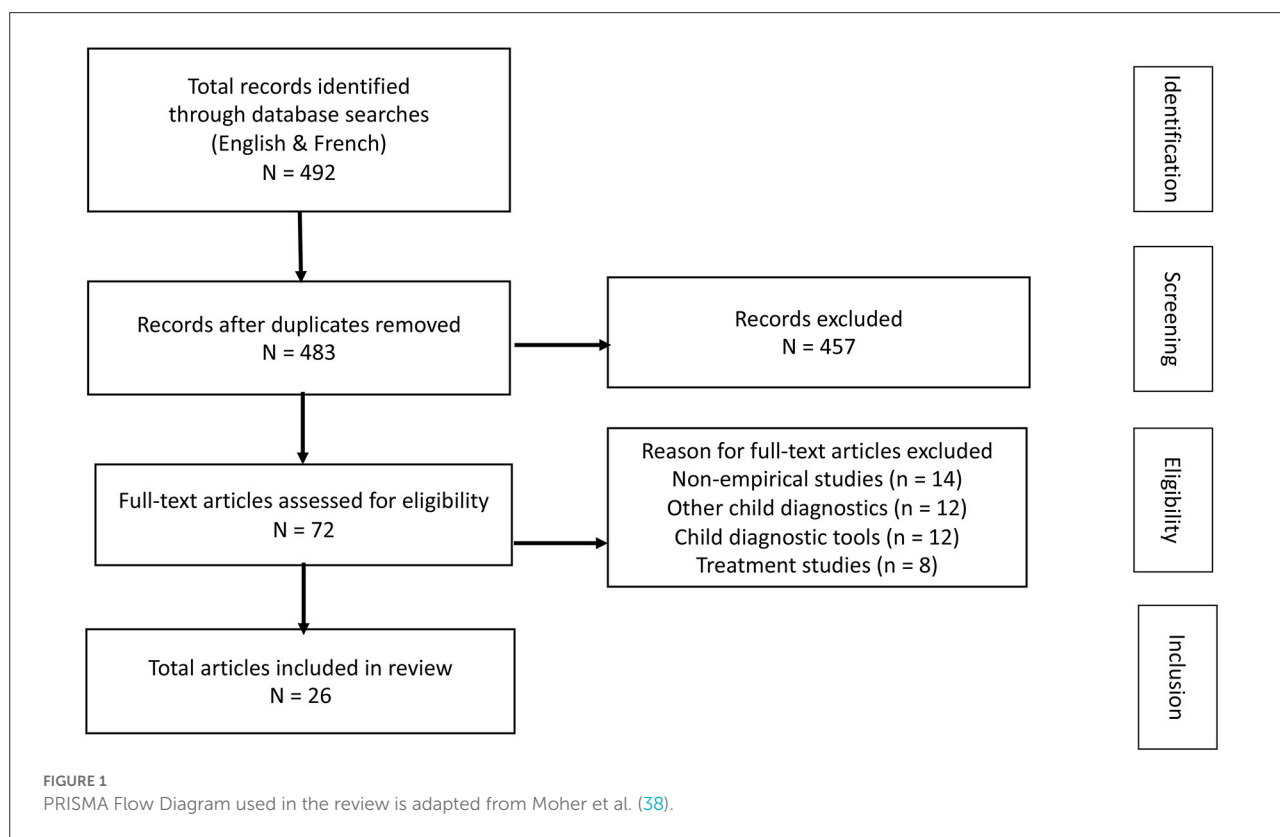 Total records identified
through database searches
(English & French)
N = 492
Identification
Records after duplicates removed
N = 483
Records excluded
N = 457
Screening
Full-text articles assessed for eligibility
N = 72
Reason for full-text articles excluded
Non-empirical studies (n = 14)
Other child diagnostics (n = 12)
Child diagnostic tools (n = 12)
Treatment studies (n = 8)
Eligibility
Total articles included in review
N = 26
Inclusion
FIGURE 1
PRISMA Flow Diagram used in the review is adapted from Moher et al. (38).